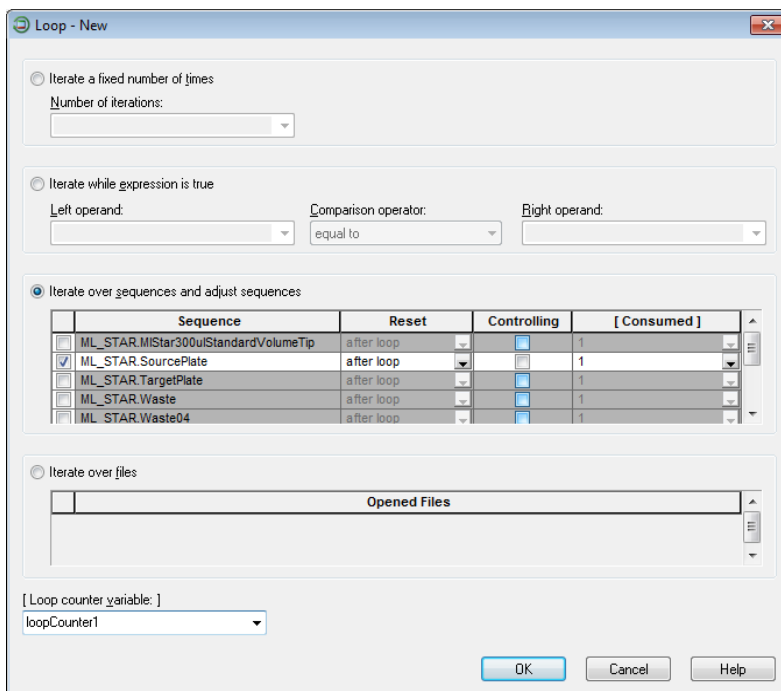 Loop - New
Iterate a fixed number of times
Number of iterations:
Iterate while expression is true
Left operand: Comparison operator: Right operand:
equal to
Iterate over sequences and adjust sequences
Sequence Reset Controlling [ Consumed ]
ML_STAR.MlStar300ulStandardVolumeTip after loop 1
ML_STAR.SourcePlate after loop 1
ML_STAR.TargetPlate after loop 1
ML_STAR.Waste after loop 1
ML_STAR.Waste04 after loop 1
Iterate over files
Opened Files
[ Loop counter variable: ]
loopCounter1
OK Cancel Help